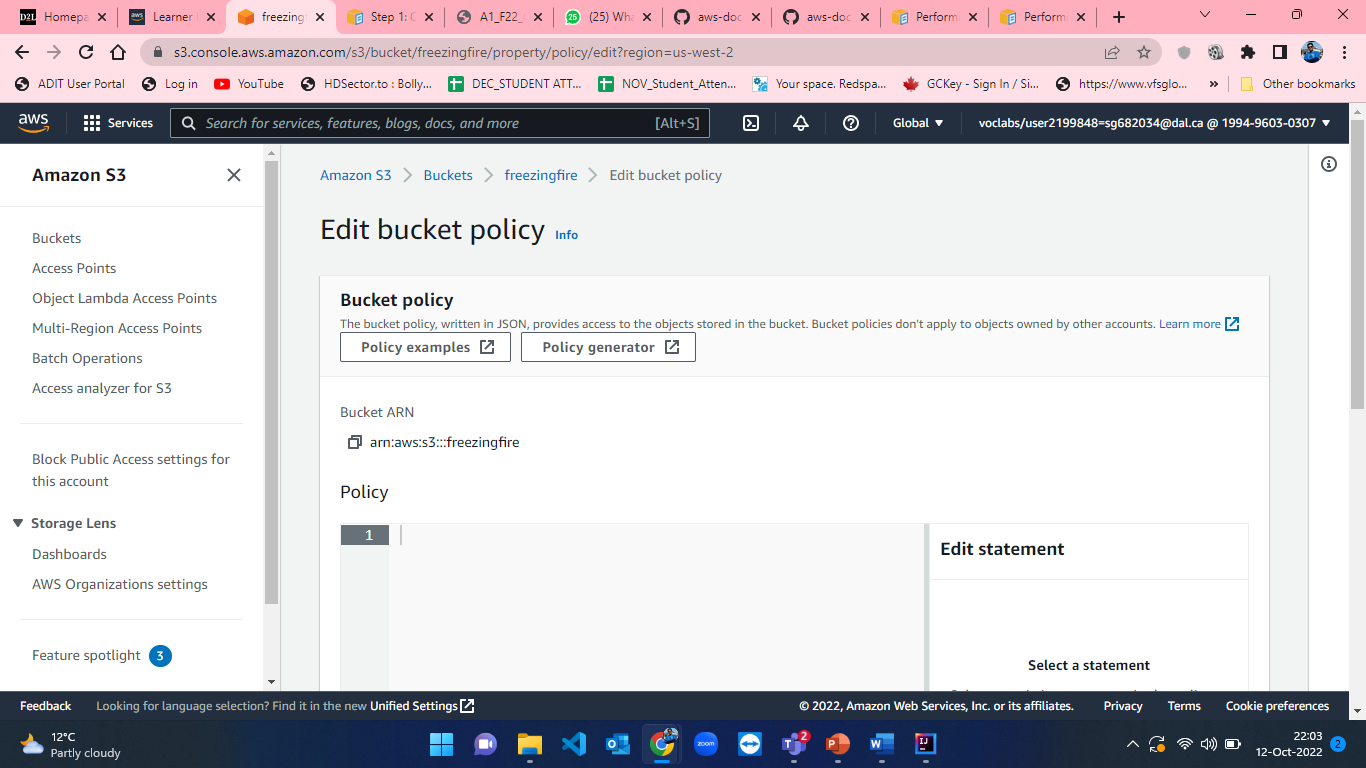 D2L Homepa
aws Learner
freezing
Step 1: C
A1_F22_
25 (25) Wha
aws-doc
aws-doc
Perform
Perform
s3.console.aws.amazon.com/s3/bucket/freezingfire/property/policy/edit?region=us-west-2
ADIT User Portal
Log in
YouTube
HDSector.to : Bolly...
DEC_STUDENT ATT...
NOV_Student_Atten...
Your space. Redspa...
GCKey - Sign In / Si...
https://www.vfsglo...
»
Other bookmarks
aws
Services
Search for services, features, blogs, docs, and more [Alt+S]
Global
voclabs/user2199848=sg682034@dal.ca @ 1994-9603-0307
Amazon S3
Buckets
Access Points
Object Lambda Access Points
Multi-Region Access Points
Batch Operations
Access analyzer for S3
Block Public Access settings for
this account
Storage Lens
Dashboards
AWS Organizations settings
Feature spotlight 3
Amazon S3 > Buckets > freezingfire > Edit bucket policy
Edit bucket policy Info
Bucket policy
The bucket policy, written in JSON, provides access to the objects stored in the bucket. Bucket policies don't apply to objects owned by other accounts. Learn more
Policy examples
Policy generator
Bucket ARN
arn:aws:s3:::freezingfire
Policy
1
Edit statement
Select a statement
Feedback
Looking for language selection? Find it in the new Unified Settings
© 2022, Amazon Web Services, Inc. or its affiliates.
Privacy
Terms
Cookie preferences
12°C
Partly cloudy
zoom
2
22:03
12-Oct-2022
2